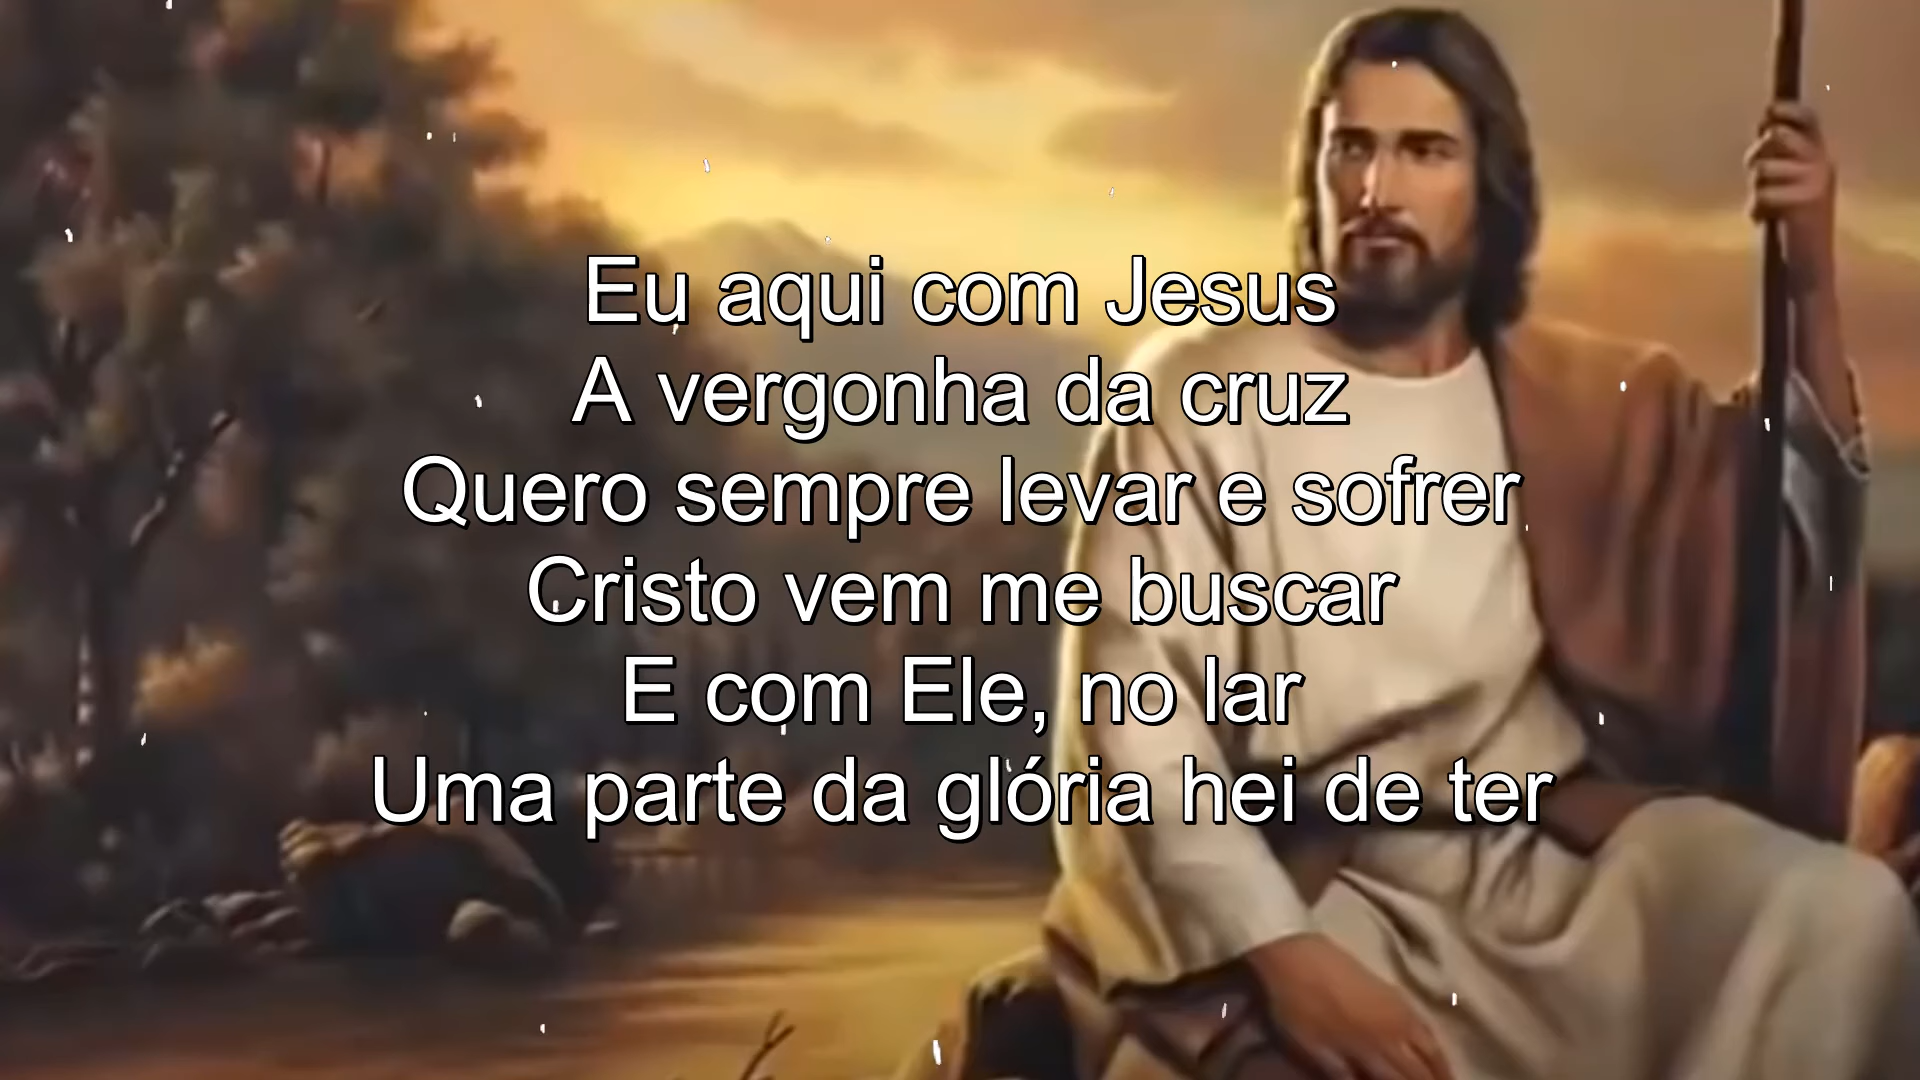 Eu aqui com Jesus
A vergonha da cruz
Quero sempre levar e sofrer
Cristo vem me buscar
E com Ele, no lar
Uma parte da glória hei de ter